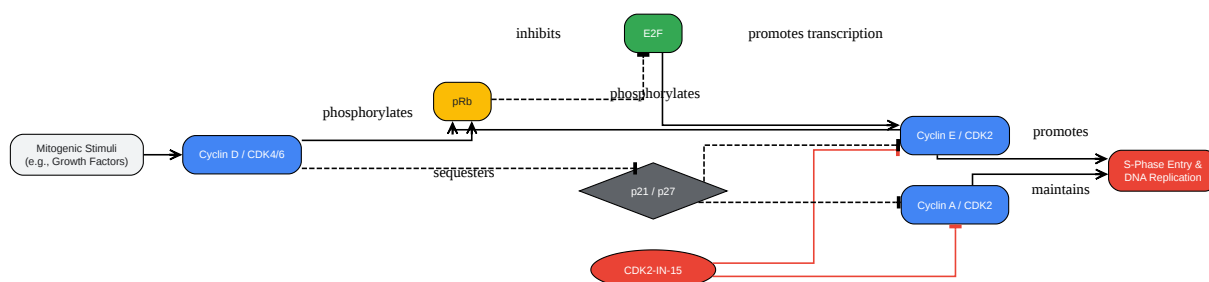 inhibits
E2F
promotes transcription
phosphorylates
pRb
phosphorylates
Mitogenic Stimuli
(e.g., Growth Factors)
Cyclin D / CDK4/6
Cyclin E / CDK2
promotes
sequesters
p21 / p27
S-Phase Entry &
DNA Replication
maintains
Cyclin A / CDK2
CDK2-IN-15